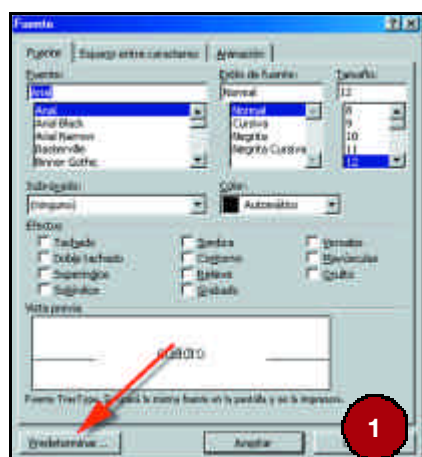 Fuente
Fuente Espacio entre caracteres Animación
Fuente: Estilo de fuente: Tamaño:
Arial Normal 12
Arial Normal 8
Arial Black Cursiva 9
Arial Narrow Negrita 10
Baskerville Negrita Cursiva 11
Binner Gothic 12
Subrayado: Color:
(ninguno) Automático
Efectos
Tachado Sombra Versales
Doble tachado Contorno Mayúsculas
Superíndice Relieve Oculto
Subíndice Grabado
Vista previa
Fuente TrueType. la misma fuente en la pantalla y en la impresora.
Predeterminar... Aceptar
1